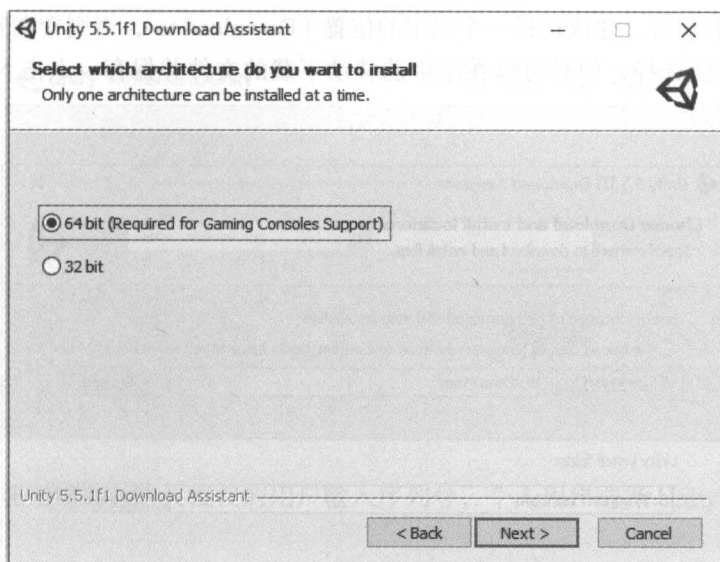 Unity 5.5.1f1 Download Assistant
Select which architecture do you want to install
Only one architecture can be installed at a time.
64 bit (Required for Gaming Consoles Support)
32 bit
Unity 5.5.1f1 Download Assistant
< Back
Next >
Cancel